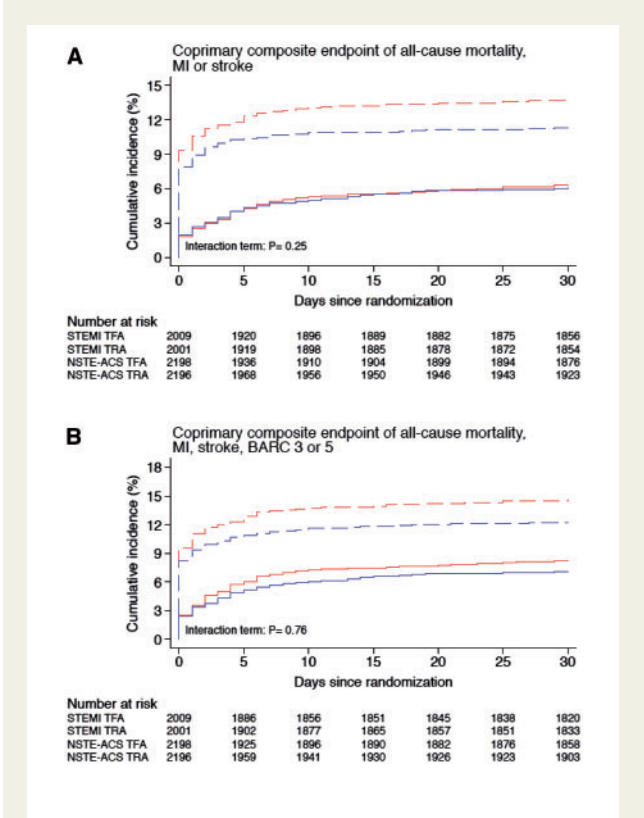 A
Coprimary composite endpoint of all-cause mortality,
MI or stroke
Cumulative incidence (%)
15
12
9
6
3
0
Interaction term: P= 0.25
0 5 10 15 20 25 30
Days since randomization
Number at risk
STEMI TFA 2009 1920 1896 1889 1882 1875 1856
STEMI TRA 2001 1919 1898 1885 1878 1872 1854
NSTE-ACS TFA 2198 1936 1910 1904 1899 1894 1876
NSTE-ACS TRA 2196 1968 1956 1950 1946 1943 1923
B
Coprimary composite endpoint of all-cause mortality,
MI, stroke, BARC 3 or 5
Cumulative incidence (%)
18
15
12
9
6
3
0
Interaction term: P= 0.76
0 5 10 15 20 25 30
Days since randomization
Number at risk
STEMI TFA 2009 1886 1856 1851 1845 1838 1820
STEMI TRA 2001 1902 1877 1865 1857 1851 1833
NSTE-ACS TFA 2198 1925 1896 1890 1882 1876 1858
NSTE-ACS TRA 2196 1959 1941 1930 1926 1923 1903